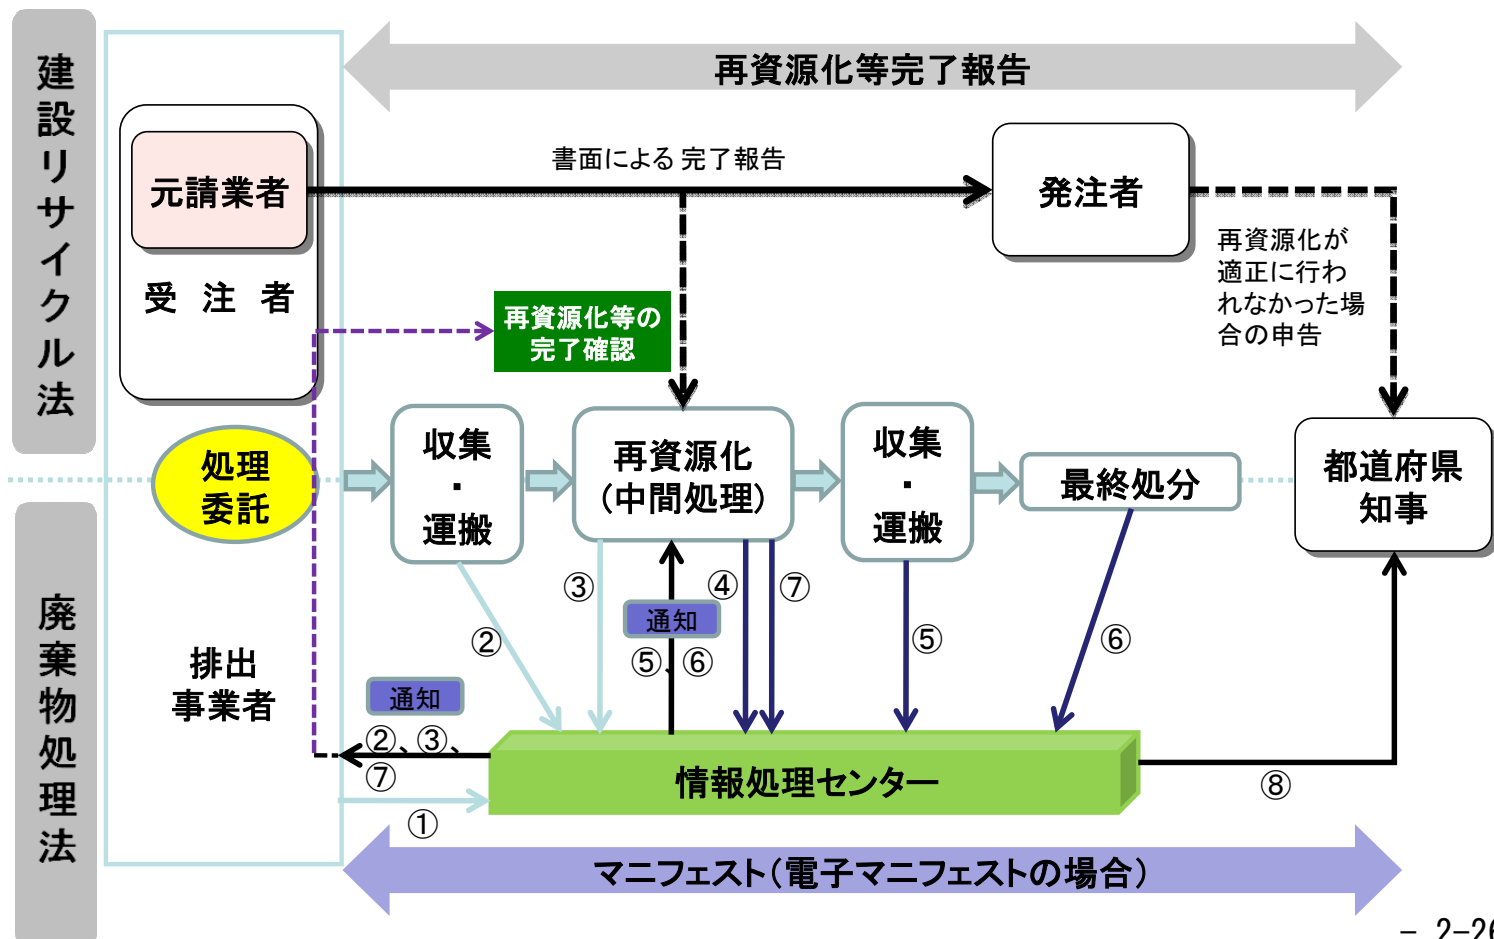 建設リサイクル法
再資源化等完了報告
書面による 完了報告
元請業者
発注者
受 注 者
再資源化が
適正に行わ
れなかった場
合の申告
再資源化等の
完了確認
処理
委託
収集
・
運搬
再資源化
(中間処理)
収集
・
運搬
最終処分
都道府県
知事
廃棄物処理法
排出
事業者
②
③
通知
⑤、⑥
④
⑦
⑤
⑥
通知
②、③、
⑦
①
情報処理センター
⑧
マニフェスト(電子マニフェストの場合)
- 2-26